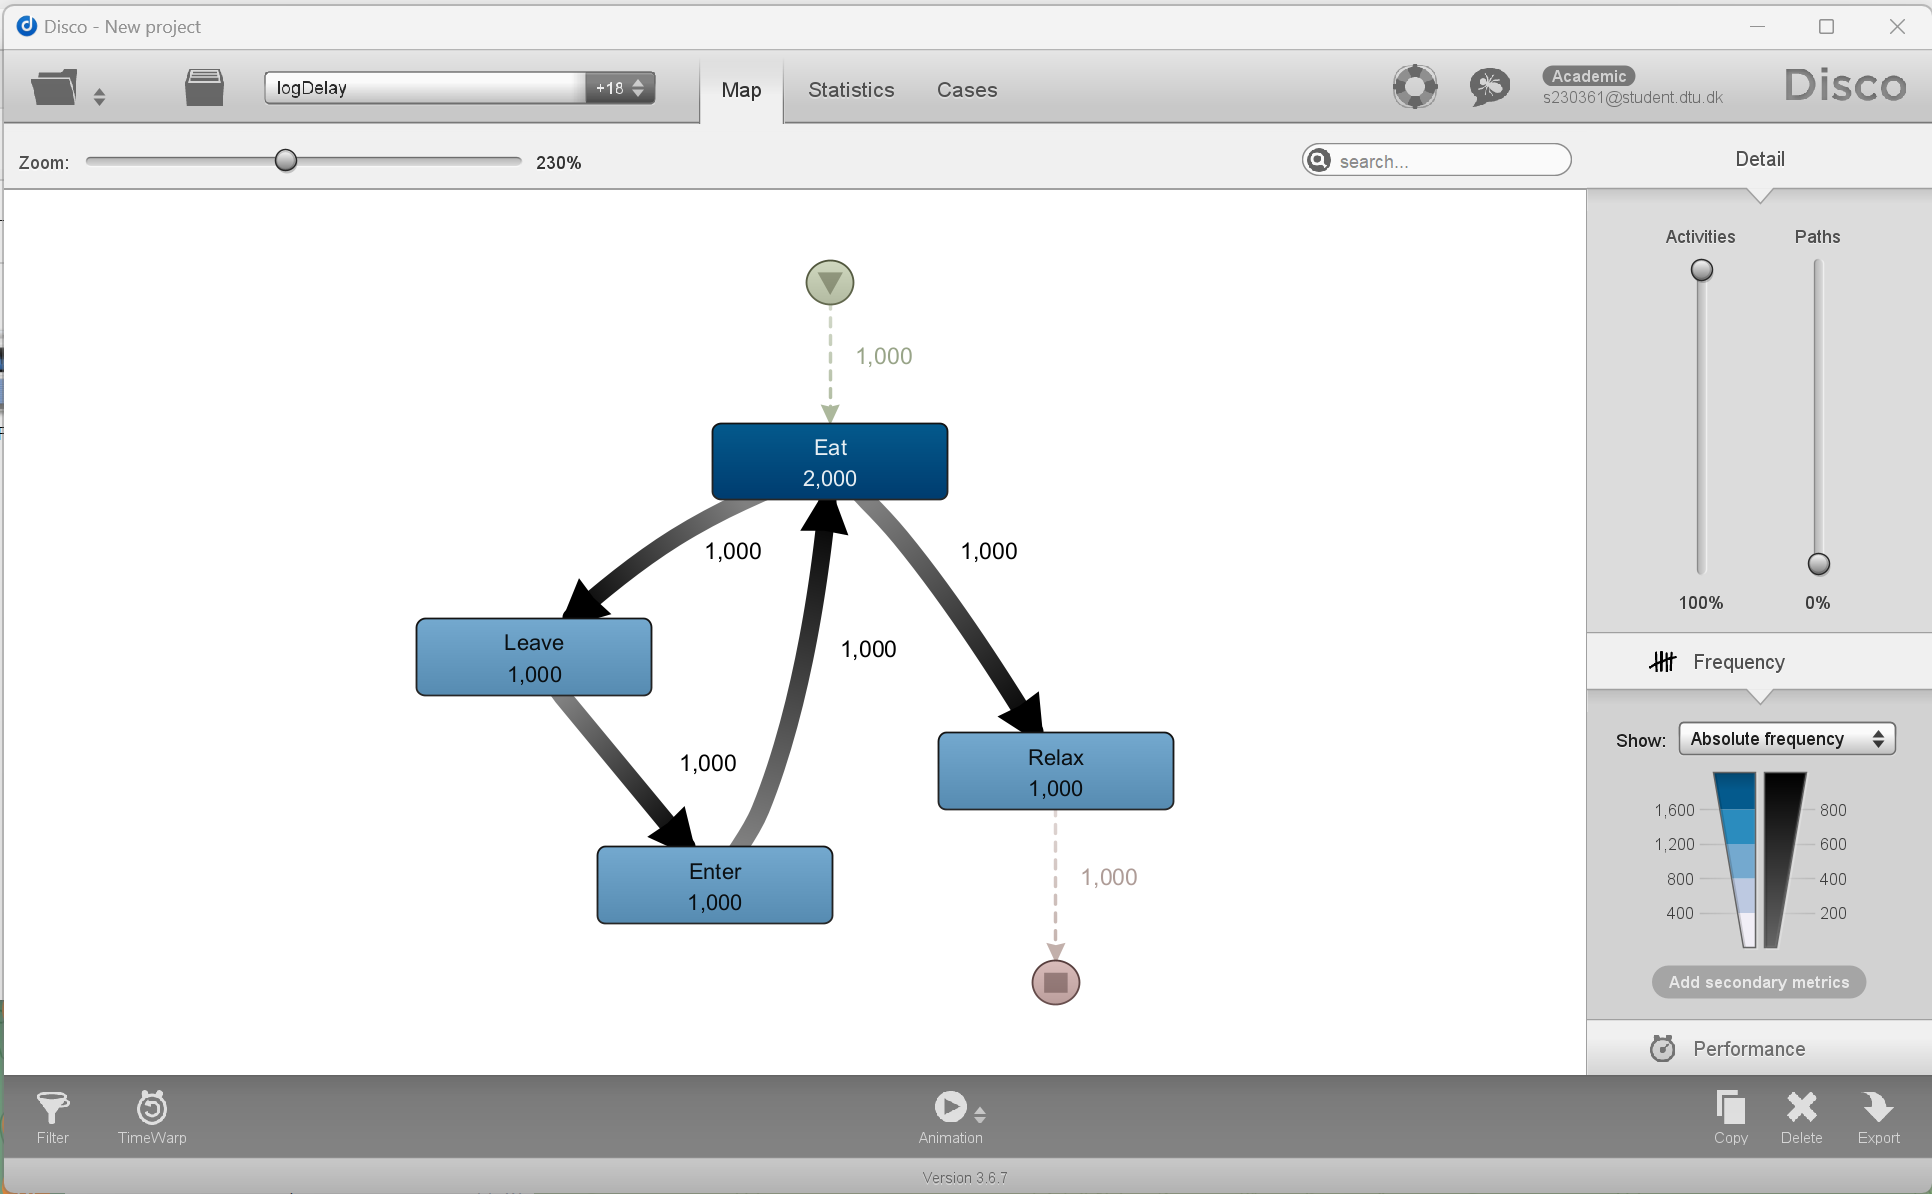 Disco - New project
logDelay
+18
Map
Statistics
Cases
Academic
s230361@student.dtu.dk
Disco
Zoom:
230%
search...
Detail
Activities
Paths
100%
0%
1,000
Eat
2,000
1,000
1,000
1,000
Leave
1,000
1,000
Relax
1,000
Enter
1,000
1,000
Frequency
Show:
Absolute frequency
1,600
800
1,200
600
800
400
400
200
Add secondary metrics
Performance
Filter
TimeWarp
Animation
Copy
Delete
Export
Version 3.6.7